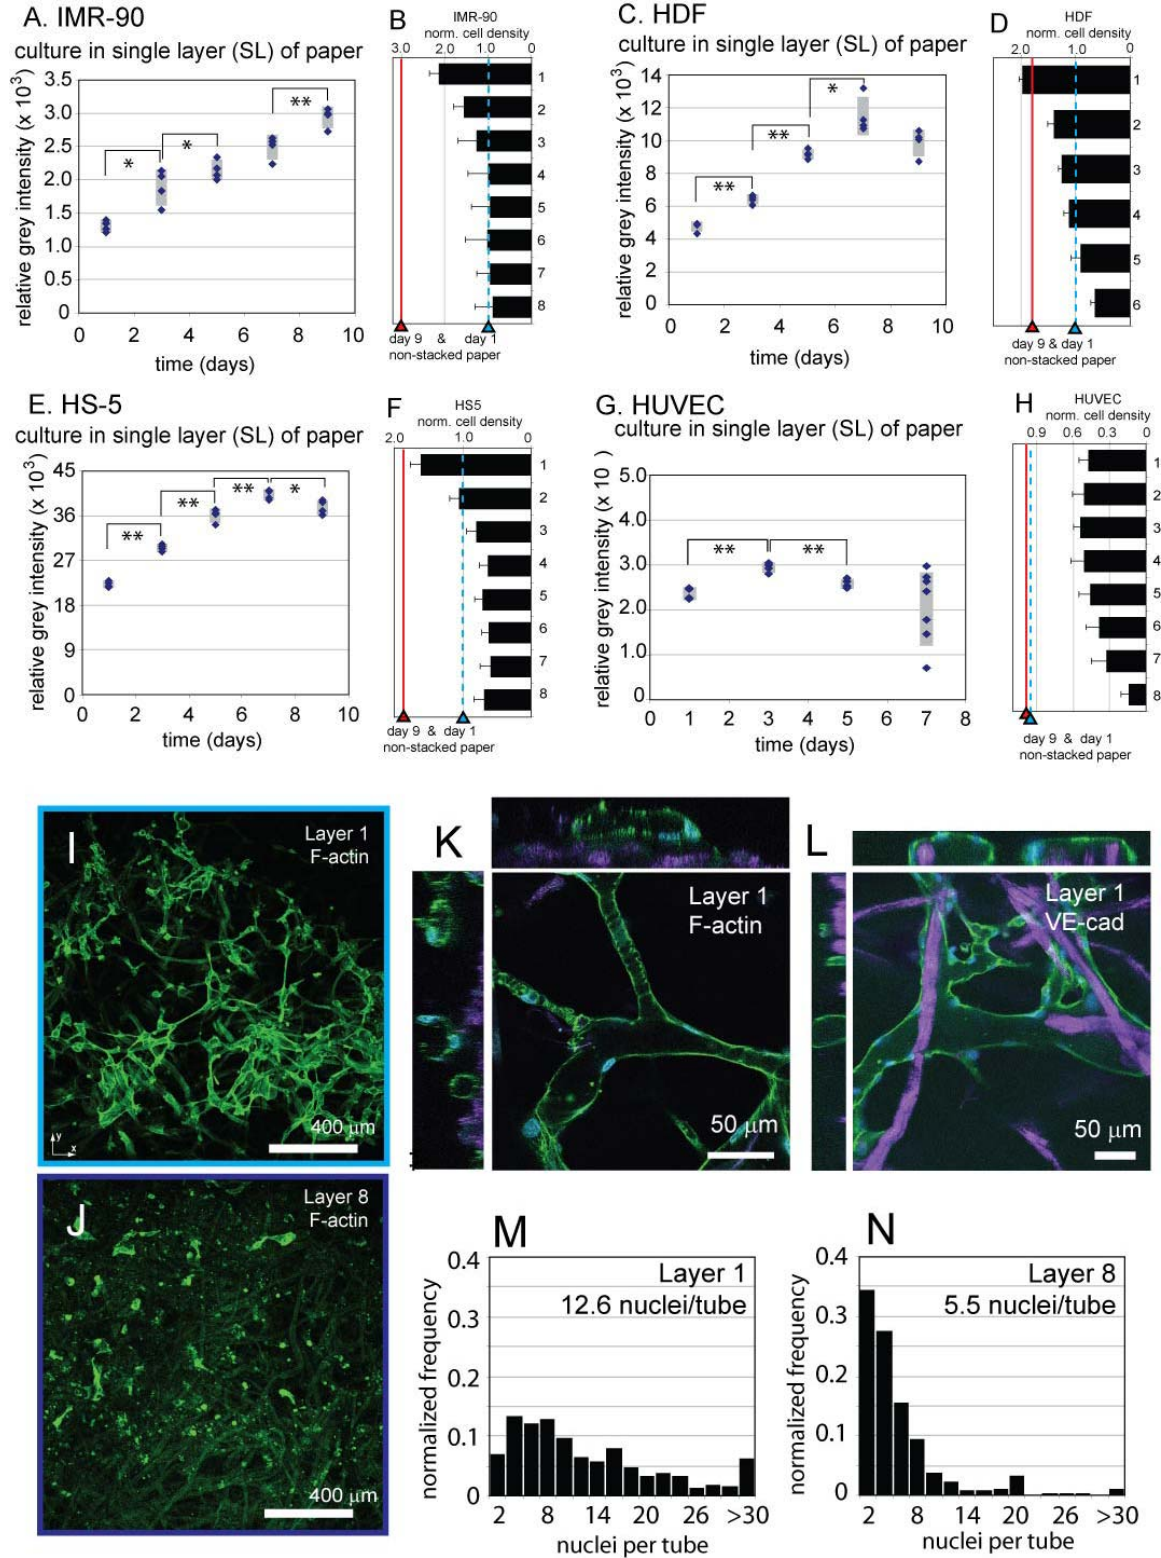 A. IMR-90
culture in single layer (SL) of paper
relative grey intensity (x 10³)
3.5
3.0
2.5
2.0
1.5
1.0
0.5
0
*
*
**
0 2 4 6 8 10
time (days)
B
IMR-90
norm. cell density
3.0 2.0 1.0 0
1
2
3
4
5
6
7
8
day 9 & day 1
non-stacked paper
C. HDF
culture in single layer (SL) of paper
relative grey intensity (x 10³)
14
12
10
8
6
4
2
0
**
**
*
0 2 4 6 8 10
time (days)
D
HDF
norm. cell density
2.0 1.0 0
1
2
3
4
5
6
day 9 & day 1
non-stacked paper
E. HS-5
culture in single layer (SL) of paper
relative grey intensity (x 10³)
45
36
27
18
9
0
**
**
**
*
0 2 4 6 8 10
time (days)
F
HS5
norm. cell density
2.0 1.0 0
1
2
3
4
5
6
7
8
day 9 & day 1
non-stacked paper
G. HUVEC
culture in single layer (SL) of paper
relative grey intensity (x 10 )
5.0
4.0
3.0
2.0
1.0
0
**
**
0 1 2 3 4 5 6 7 8
time (days)
H
HUVEC
norm. cell density
0.9 0.6 0.3 0
1
2
3
4
5
6
7
8
day 9 & day 1
non-stacked paper
I
Layer 1
F-actin
y
x
400 µm
J
Layer 8
F-actin
400 µm
K
Layer 1
F-actin
50 µm
L
Layer 1
VE-cad
50 µm
M
Layer 1
12.6 nuclei/tube
normalized frequency
0.4
0.3
0.2
0.1
0
2 8 14 20 26 >30
nuclei per tube
N
Layer 8
5.5 nuclei/tube
normalized frequency
0.4
0.3
0.2
0.1
0
2 8 14 20 26 >30
nuclei per tube